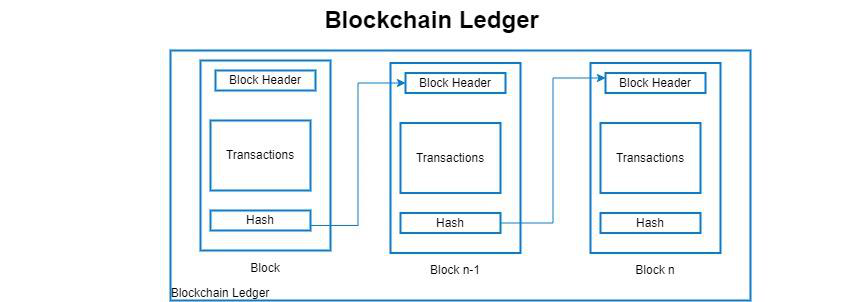 Blockchain Ledger
Block Header
Transactions
Hash
Block
Block Header
Transactions
Hash
Block n-1
Block Header
Transactions
Hash
Block n
Blockchain Ledger